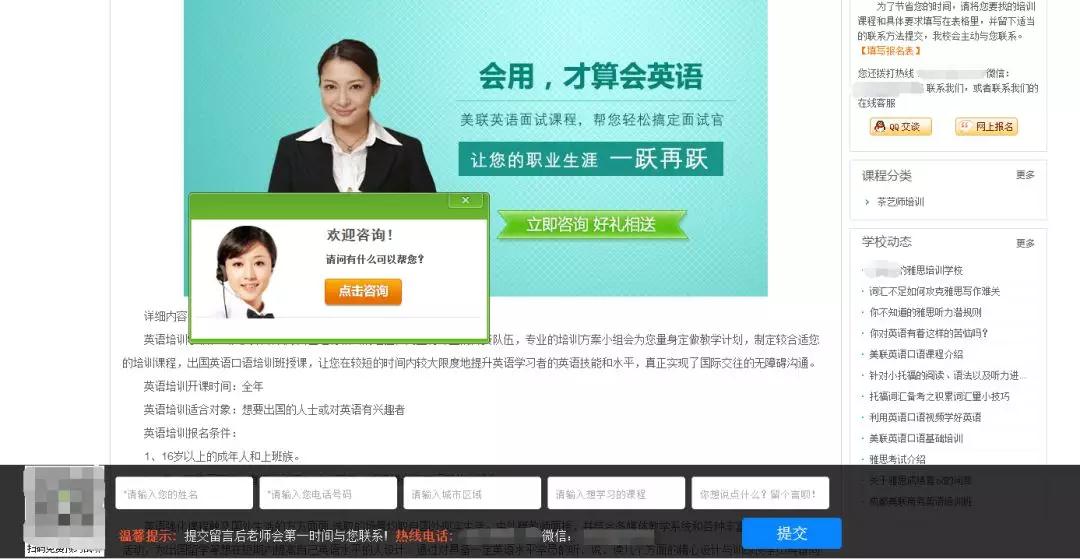 会用，才算会英语
美联英语面试课程，帮您轻松搞定面试官
让您的职业生涯 一跃再跃
立即咨询 好礼相送
×
欢迎咨询！
请问有什么可以帮您？
点击咨询
详细内容
英语培训
队伍，专业的培训方案小组会为您量身定做教学计划，制定较合适您
的培训课程，出国英语口语培训班授课，让您在较短的时间内较大限度地提升英语学习者的英语技能和水平，真正实现了国际交往的无障碍沟通。
英语培训开课时间：全年
英语培训适合对象：想要出国的人士或对英语有兴趣者
英语培训报名条件：
1、16岁以上的成年人和上班族。
为了节省您的时间，请将您要找的培训
课程和具体要求填写在表格里，并留下适当
的联系方法提交，我校会主动与您联系。
【填写报名表】
您还拨打热线 微信：
联系我们，或者联系我们的
在线客服
QQ交谈 网上报名
课程分类 更多
茶艺师培训
学校动态 更多
的雅思培训学校
词汇不足如何攻克雅思写作难关
你不知道的雅思听力潜规则
你对英语有着这样的苦恼吗？
美联英语口语课程介绍
针对小托福的阅读、语法以及听力进...
托福词汇备考之积累词汇量小技巧
利用英语口语视频学好英语
美联英语口语基础培训
雅思考试介绍
成都美联商务英语培训班
*请输入您的姓名 *请输入您电话号码 请输入城市区域 请输入想学习的课程 你想说点什么？留个言呗！
温馨提示：提交留言后老师会第一时间与您联系！热线电话： 微信： 提交